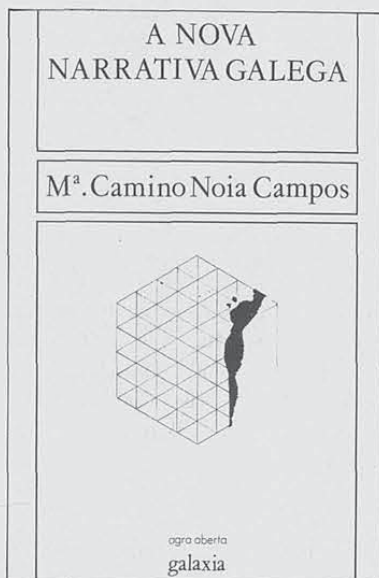 A NOVA
NARRATIVA GALEGA
Mª. Camino Noia Campos
agra aberta
galaxia